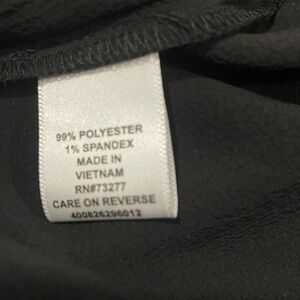 99% POLYESTER
1% SPANDEX
MADE IN
VIETNAM
RN#73277
CARE ON REVERSE
400826296012